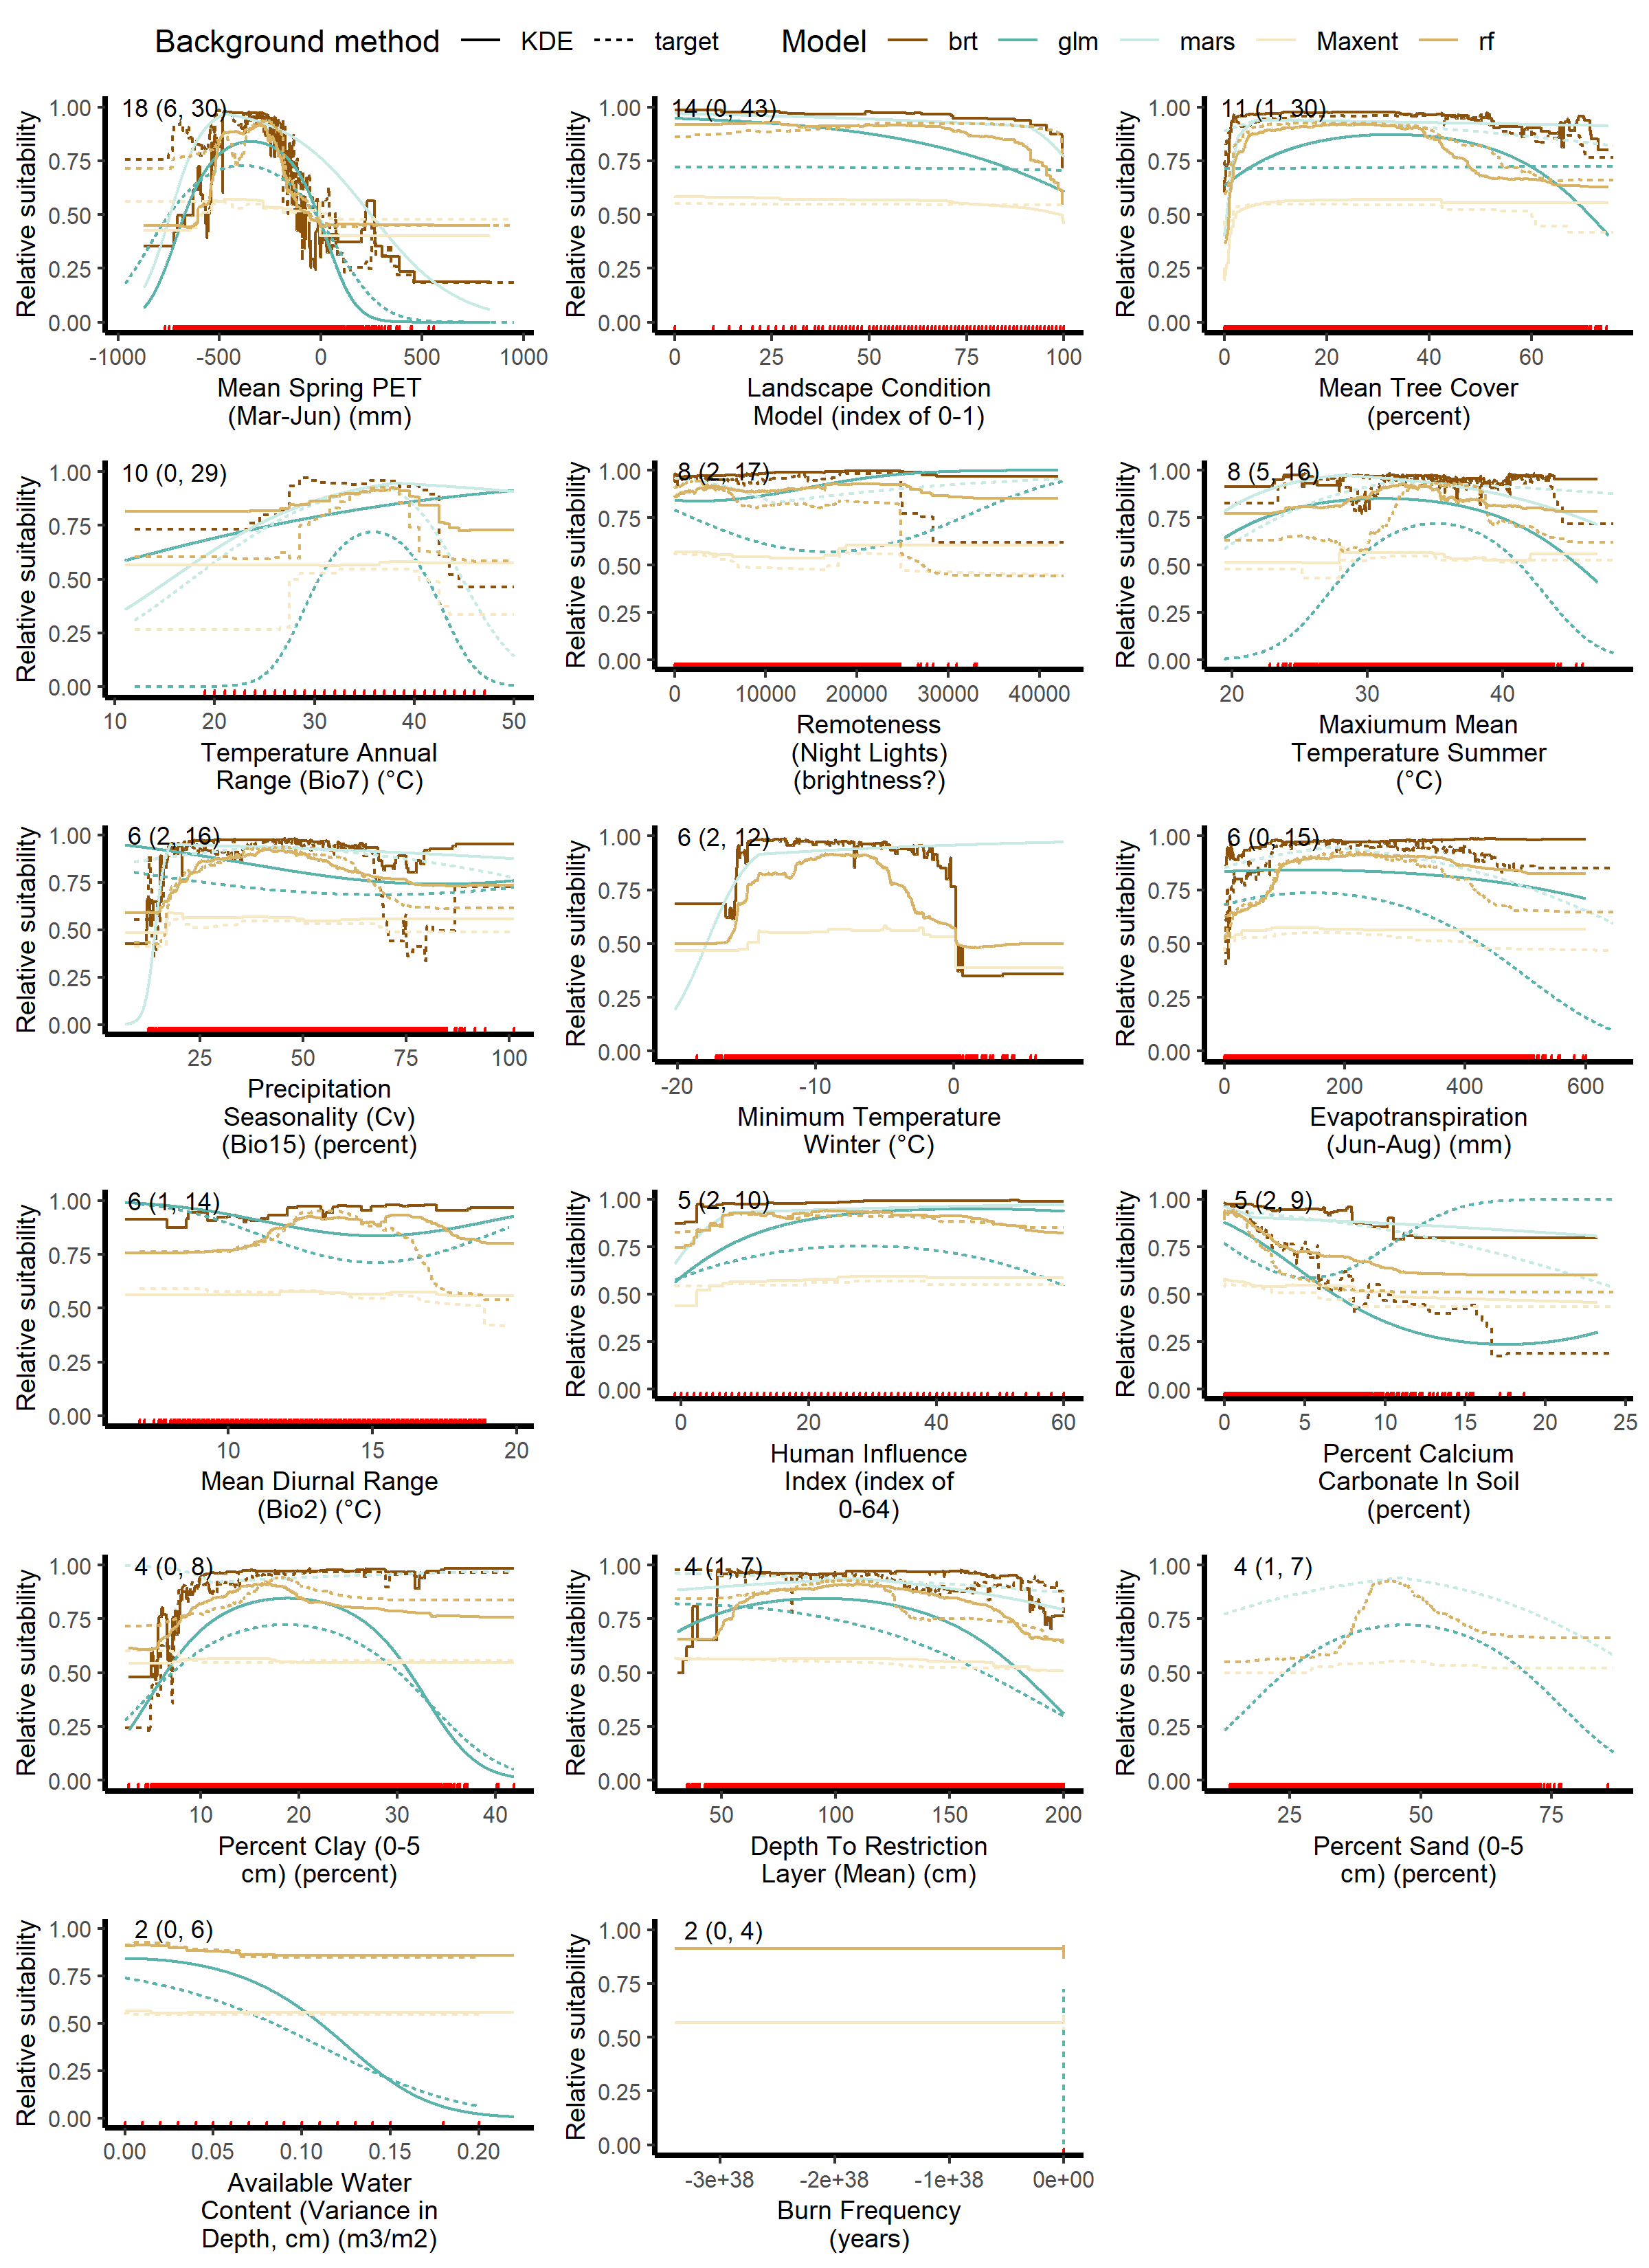 Background method KDE target Model brt glm mars Maxent rf
18 (6, 30)
Relative suitability
1.00
0.75
0.50
0.25
0.00
-1000 -500 0 500 1000
Mean Spring PET
(Mar-Jun) (mm)
14 (0, 43)
Relative suitability
1.00
0.75
0.50
0.25
0.00
0 25 50 75 100
Landscape Condition
Model (index of 0-1)
11 (1, 30)
Relative suitability
1.00
0.75
0.50
0.25
0.00
0 20 40 60
Mean Tree Cover
(percent)
10 (0, 29)
Relative suitability
1.00
0.75
0.50
0.25
0.00
10 20 30 40 50
Temperature Annual
Range (Bio7) (°C)
8 (2, 17)
Relative suitability
1.00
0.75
0.50
0.25
0.00
0 10000 20000 30000 40000
Remoteness
(Night Lights)
(brightness?)
8 (5, 16)
Relative suitability
1.00
0.75
0.50
0.25
0.00
20 30 40
Maxiumum Mean
Temperature Summer
(°C)
6 (2, 16)
Relative suitability
1.00
0.75
0.50
0.25
0.00
25 50 75 100
Precipitation
Seasonality (Cv)
(Bio15) (percent)
6 (2, 12)
Relative suitability
1.00
0.75
0.50
0.25
0.00
-20 -10 0
Minimum Temperature
Winter (°C)
6 (0, 15)
Relative suitability
1.00
0.75
0.50
0.25
0.00
0 200 400 600
Evapotranspiration
(Jun-Aug) (mm)
6 (1, 14)
Relative suitability
1.00
0.75
0.50
0.25
0.00
10 15 20
Mean Diurnal Range
(Bio2) (°C)
5 (2, 10)
Relative suitability
1.00
0.75
0.50
0.25
0.00
0 20 40 60
Human Influence
Index (index of
0-64)
5 (2, 9)
Relative suitability
1.00
0.75
0.50
0.25
0.00
0 5 10 15 20 25
Percent Calcium
Carbonate In Soil
(percent)
4 (0, 8)
Relative suitability
1.00
0.75
0.50
0.25
0.00
10 20 30 40
Percent Clay (0-5
cm) (percent)
4 (1, 7)
Relative suitability
1.00
0.75
0.50
0.25
0.00
50 100 150 200
Depth To Restriction
Layer (Mean) (cm)
4 (1, 7)
Relative suitability
1.00
0.75
0.50
0.25
0.00
25 50 75
Percent Sand (0-5
cm) (percent)
2 (0, 6)
Relative suitability
1.00
0.75
0.50
0.25
0.00
0.00 0.05 0.10 0.15 0.20
Available Water
Content (Variance in
Depth, cm) (m3/m2)
2 (0, 4)
Relative suitability
1.00
0.75
0.50
0.25
0.00
-3e+38 -2e+38 -1e+38 0e+00
Burn Frequency
(years)